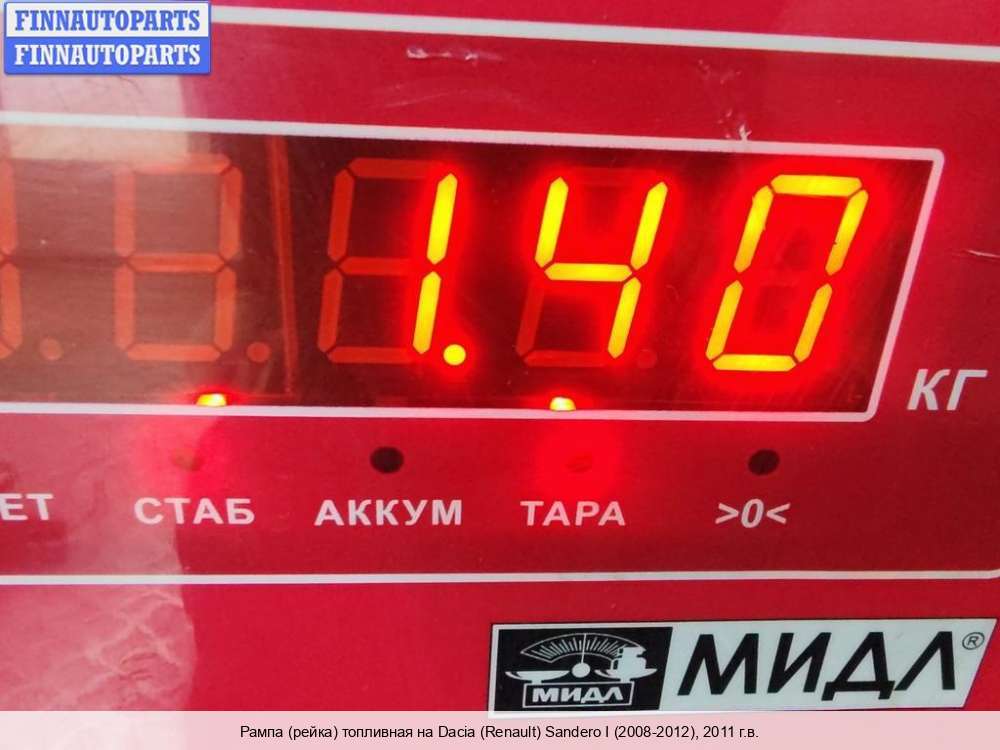 FINNAUTOPARTS
FINNAUTOPARTS
1.40
КГ
ЕТ СТАБ АККУМ ТАРА >0<
МИДЛ МИДЛ®
Рампа (рейка) топливная на Dacia (Renault) Sandero I (2008-2012), 2011 г.в.